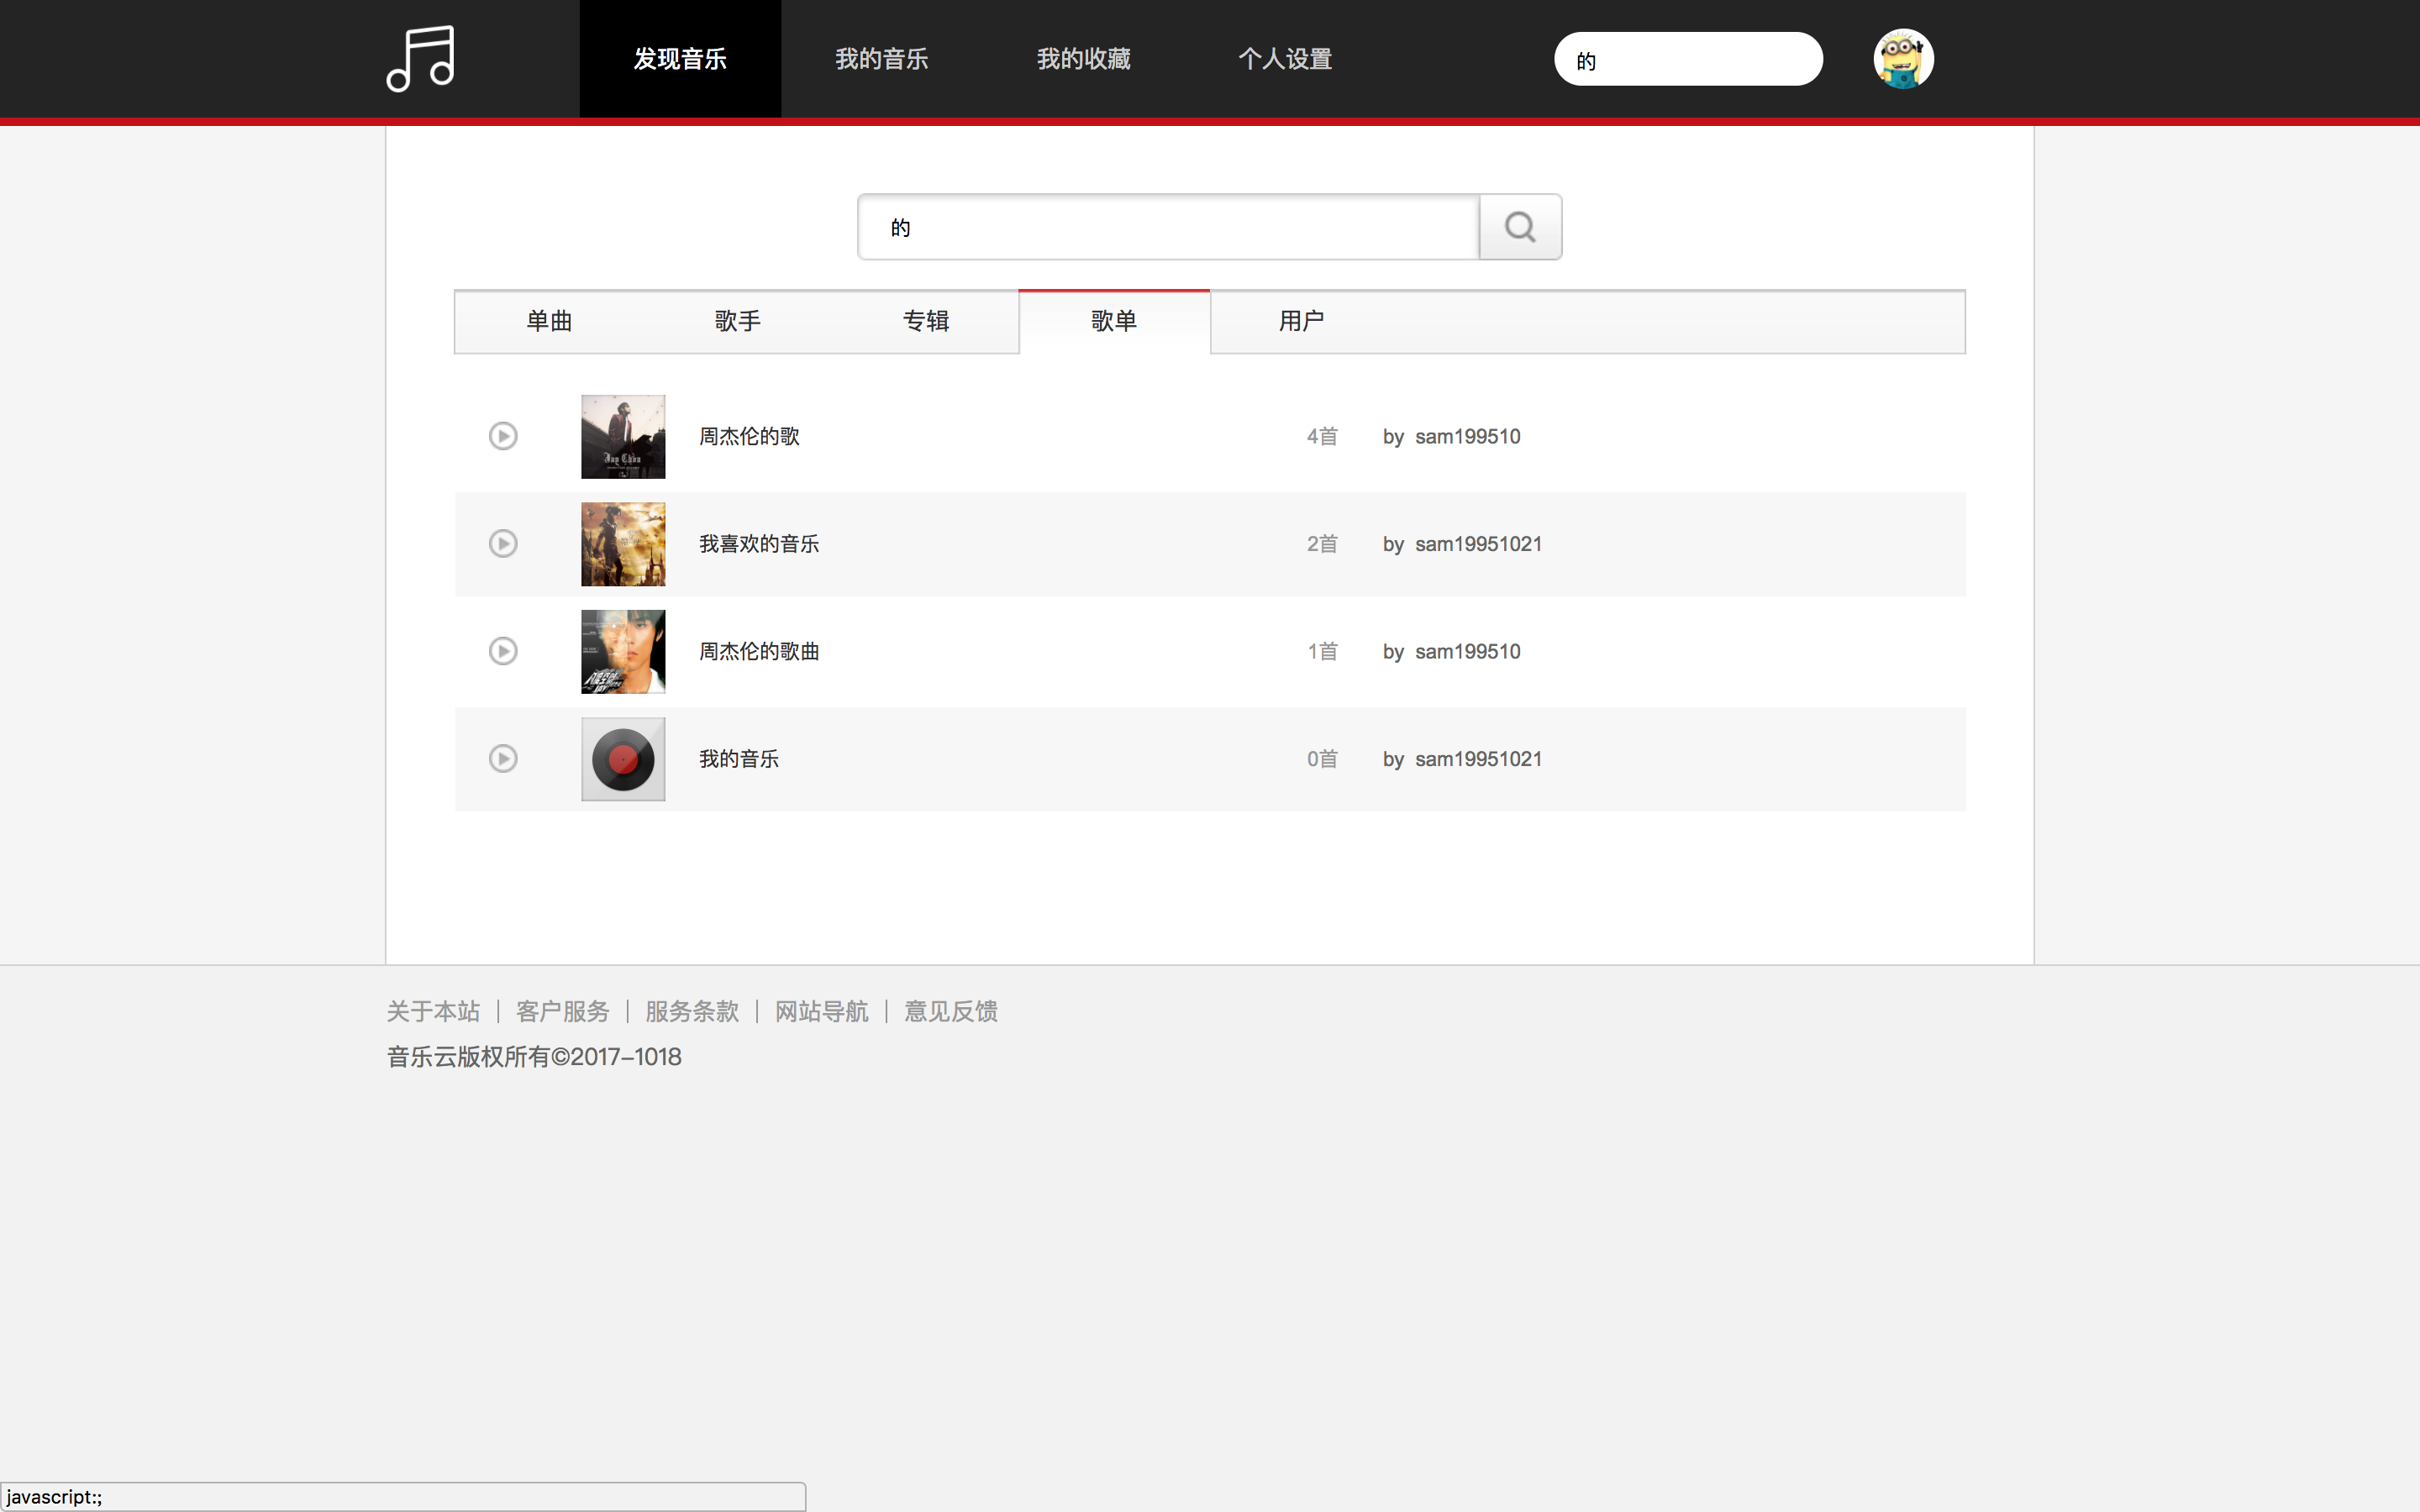 发现音乐 我的音乐 我的收藏 个人设置 的
的
单曲 歌手 专辑 歌单 用户
Jay Chou
周杰伦的歌 4首 by sam199510
我喜欢的音乐 2首 by sam19951021
周杰伦的歌曲 1首 by sam199510
我的音乐 0首 by sam19951021
关于本站 | 客户服务 | 服务条款 | 网站导航 | 意见反馈
音乐云版权所有©2017-1018
javascript:;